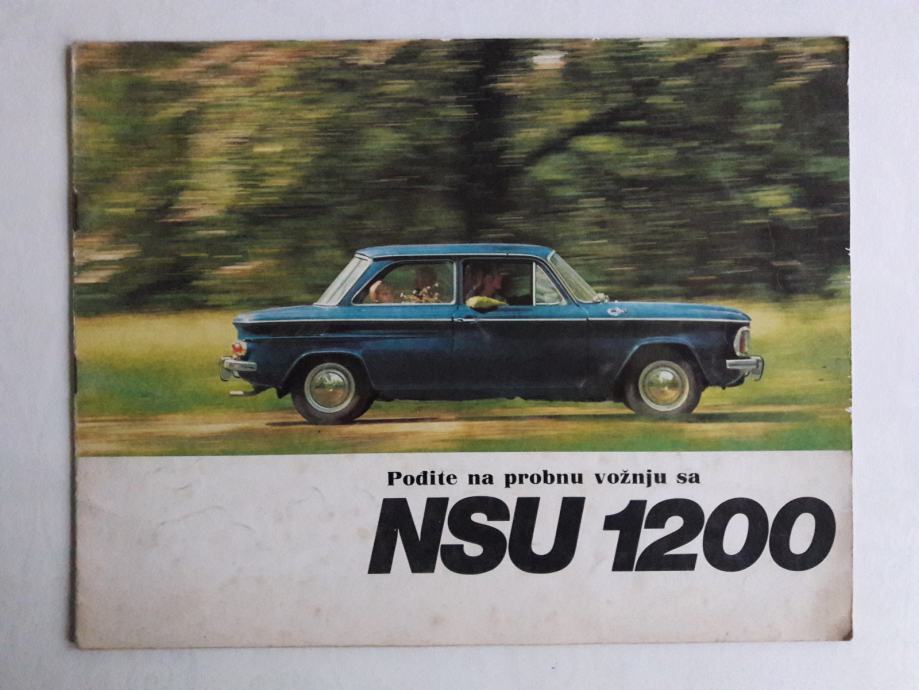 Pođite na probnu vožnju sa
NSU 1200